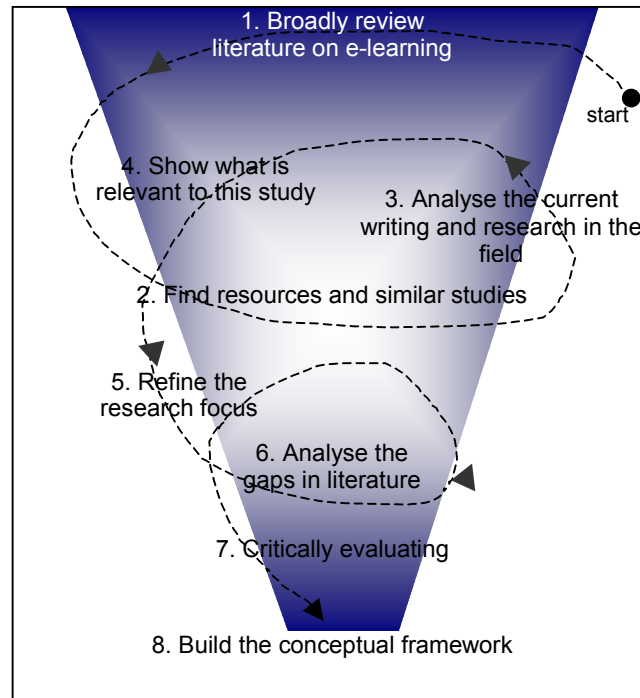 1. Broadly review
literature on e-learning
start
4. Show what is
relevant to this study
3. Analyse the current
writing and research in the
field
2. Find resources and similar studies
5. Refine the
research focus
6. Analyse the
gaps in literature
7. Critically evaluating
8. Build the conceptual framework